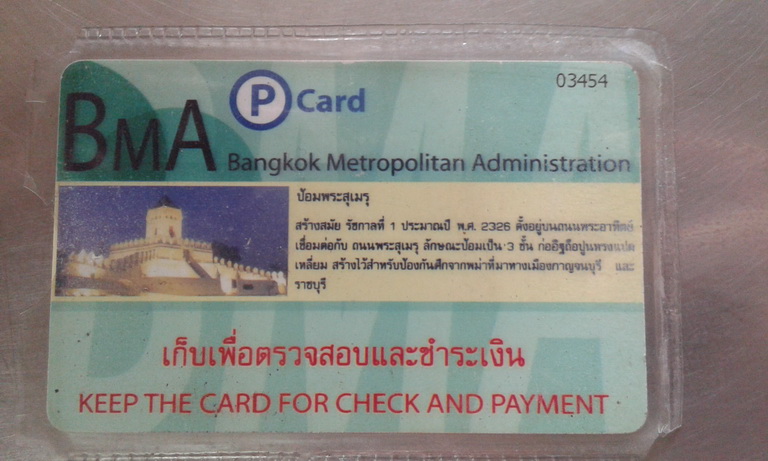 03454
P Card
BMA Bangkok Metropolitan Administration
ป้อมพระสุเมรุ
สร้างสมัย รัชกาลที่ 1 ประมาณปี พ.ศ. 2326 ตั้งอยู่บนถนนพระอาทิตย์
เชื่อมต่อกับ ถนนพระสุเมรุ ลักษณะป้อมเป็น 3 ชั้น ก่ออิฐถือปูนทรงแปด
เหลี่ยม สร้างไว้สำหรับป้องกันศึกจากพม่าที่มาทางเมืองกาญจนบุรี และ
ราชบุรี
เก็บเพื่อตรวจสอบและชำระเงิน
KEEP THE CARD FOR CHECK AND PAYMENT